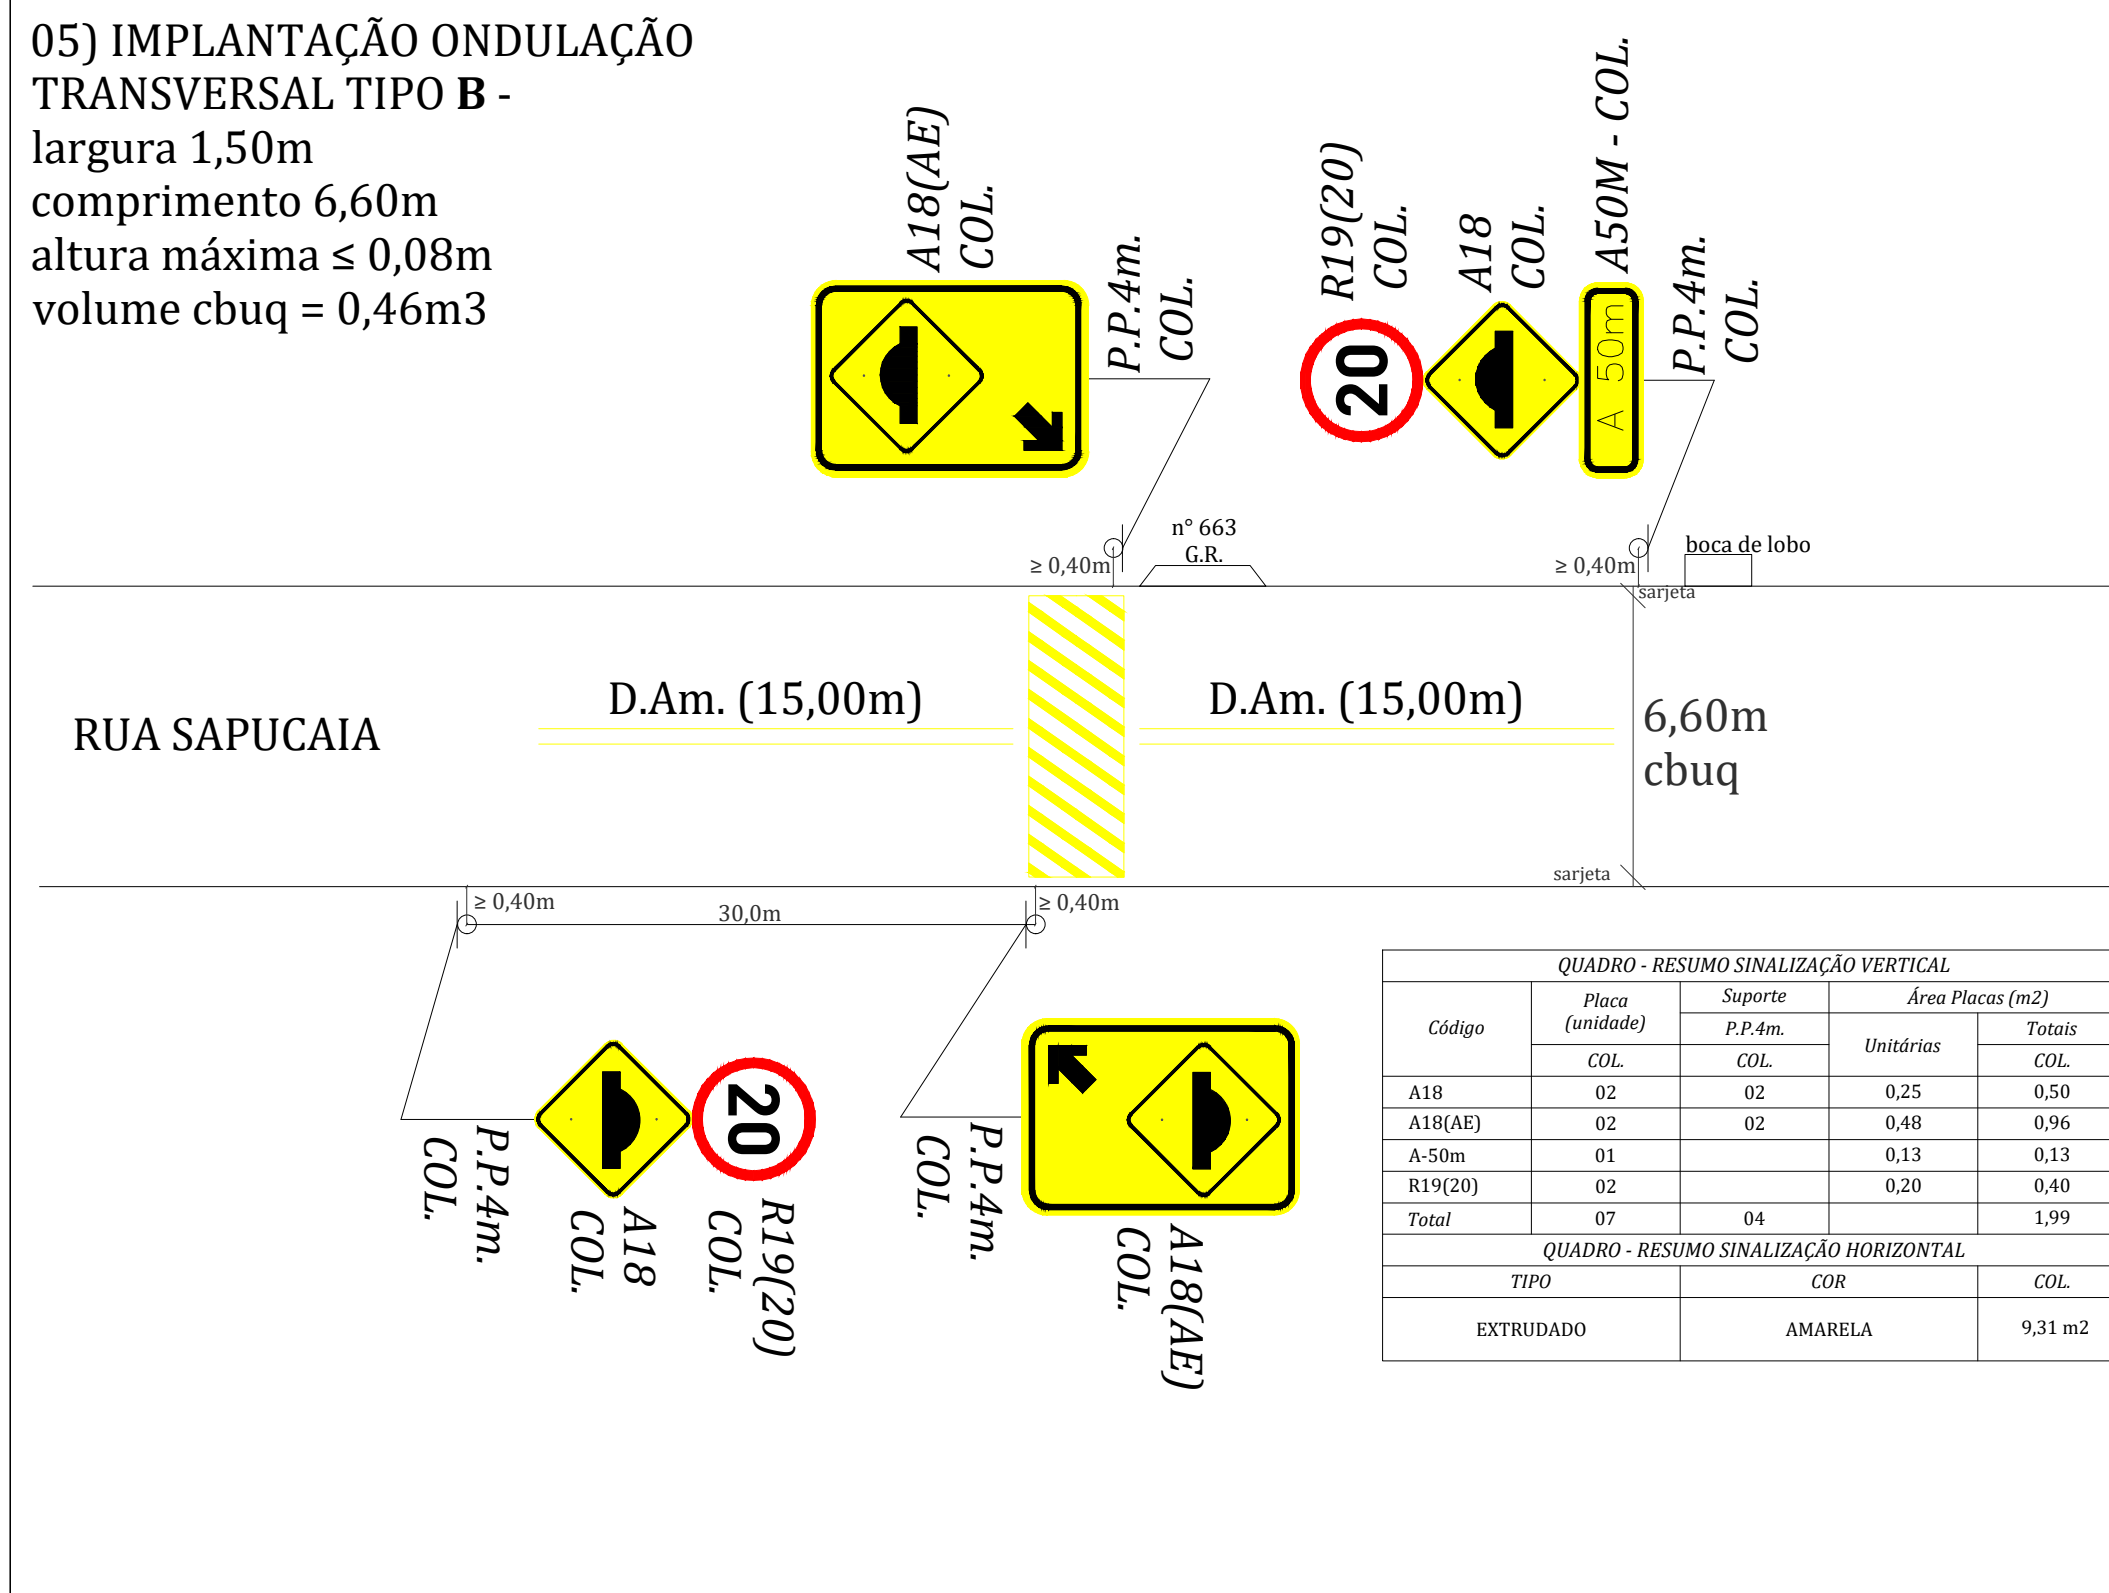 05) IMPLANTAÇÃO ONDULAÇÃO
TRANSVERSAL TIPO B -
largura 1,50m
comprimento 6,60m
altura máxima ≤ 0,08m
volume cbuq = 0,46m3
A18(AE)
COL.
P.P.4m.
COL.
R19(20)
COL.
A18
COL.
A50M - COL.
P.P.4m.
COL.
20
A 50m
n° 663
G.R.
boca de lobo
≥ 0,40m
≥ 0,40m
sarjeta
RUA SAPUCAIA
D.Am. (15,00m)
D.Am. (15,00m)
6,60m
cbuq
sarjeta
≥ 0,40m
30,0m
≥ 0,40m
P.P.4m.
COL.
A18
COL.
20
R19(20)
COL.
P.P.4m.
COL.
A18(AE)
COL.
QUADRO - RESUMO SINALIZAÇÃO VERTICAL
Código Placa (unidade) Suporte Área Placas (m2)
P.P.4m. Unitárias Totais
COL. COL. COL.
A18 02 02 0,25 0,50
A18(AE) 02 02 0,48 0,96
A-50m 01 0,13 0,13
R19(20) 02 0,20 0,40
Total 07 04 1,99
QUADRO - RESUMO SINALIZAÇÃO HORIZONTAL
TIPO COR COL.
EXTRUDADO AMARELA 9,31 m2